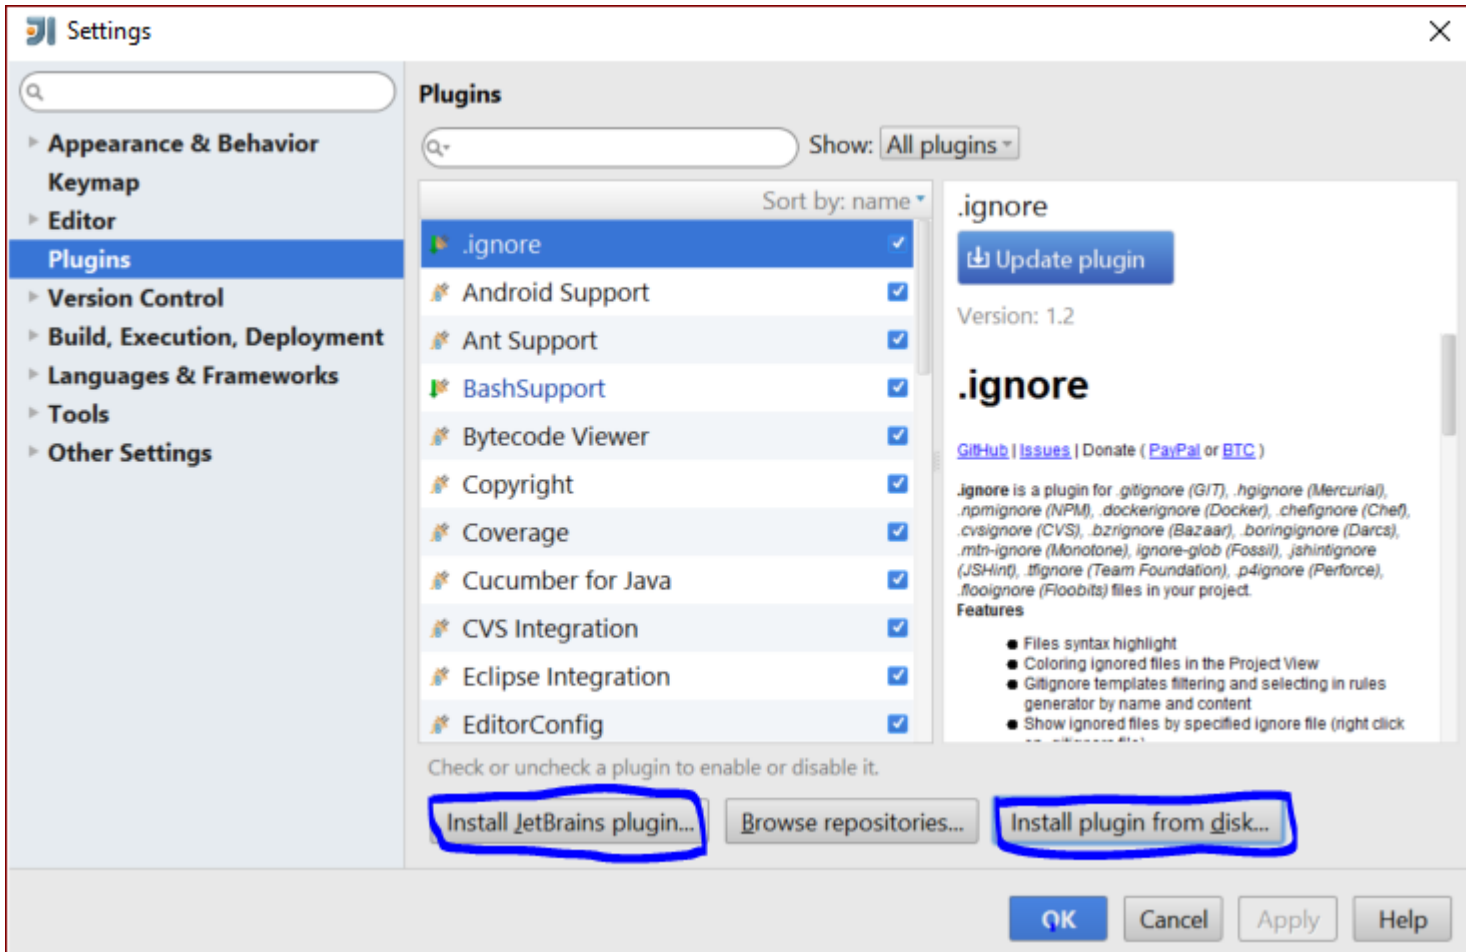 Settings
Plugins
Show: All plugins
Appearance & Behavior
Keymap
Editor
Plugins
Version Control
Build, Execution, Deployment
Languages & Frameworks
Tools
Other Settings
Sort by: name
.ignore
Android Support
Ant Support
BashSupport
Bytecode Viewer
Copyright
Coverage
Cucumber for Java
CVS Integration
Eclipse Integration
EditorConfig
.ignore
Update plugin
Version: 1.2
.ignore
GitHub | Issues | Donate ( PayPal or BTC )
.ignore is a plugin for .gitignore (GIT), .hgignore (Mercurial),
.npmignore (NPM), .dockerignore (Docker), .chefignore (Chef),
.cvsignore (CVS), .bzrignore (Bazaar), .boringignore (Darcs),
.mtn-ignore (Monotone), ignore-glob (Fossil), .jshintignore
(JSHint), .tfignore (Team Foundation), .p4ignore (Perforce),
.flooignore (Floobits) files in your project.
Features
Files syntax highlight
Coloring ignored files in the Project View
Gitignore templates filtering and selecting in rules
generator by name and content
Show ignored files by specified ignore file (right click
Check or uncheck a plugin to enable or disable it.
Install JetBrains plugin...
Browse repositories...
Install plugin from disk...
OK
Cancel
Apply
Help